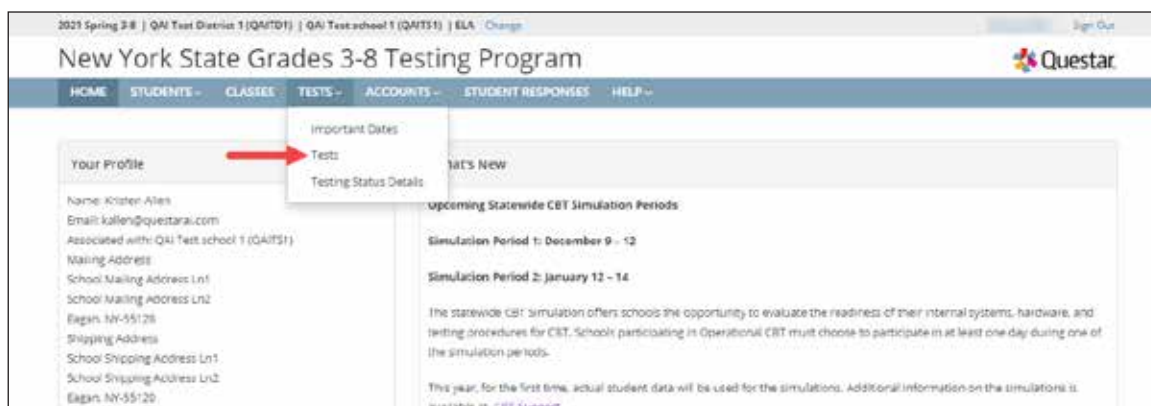 2021 Spring 3-8 | QAI Test District 1 (QAITD1) | QAI Test school 1 (QAITS1) | ELA Change
Sign Out
New York State Grades 3-8 Testing Program
Questar
HOME STUDENTS CLASSES TESTS ACCOUNTS STUDENT RESPONSES HELP
Important Dates
Tests
Testing Status Details
Your Profile
hat's New
Name: Kristen Allen
Email: kallen@questarai.com
Associated with: QAI Test school 1 (QAITS1)
Mailing Address
School Mailing Address Ln1
School Mailing Address Ln2
Eagan, NY-55120
Shipping Address
School Shipping Address Ln1
School Shipping Address Ln2
Eagan, NY-55120
Upcoming Statewide CBT Simulation Periods
Simulation Period 1: December 9 – 12
Simulation Period 2: January 12 – 14
The statewide CBT Simulation offers schools the opportunity to evaluate the readiness of their internal systems, hardware, and
testing procedures for CBT. Schools participating in Operational CBT must choose to participate in at least one day during one of
the simulation periods.
This year, for the first time, actual student data will be used for the simulations. Additional information on the simulations is
available at CBT Support